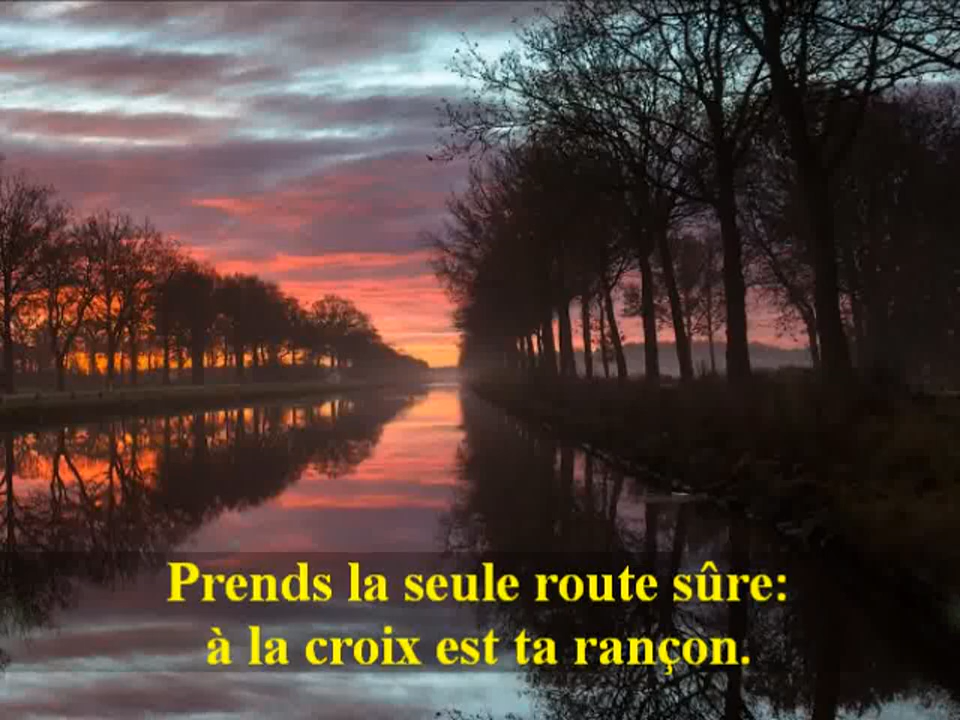 Prends la seule route sûre:
à la croix est ta rançon.